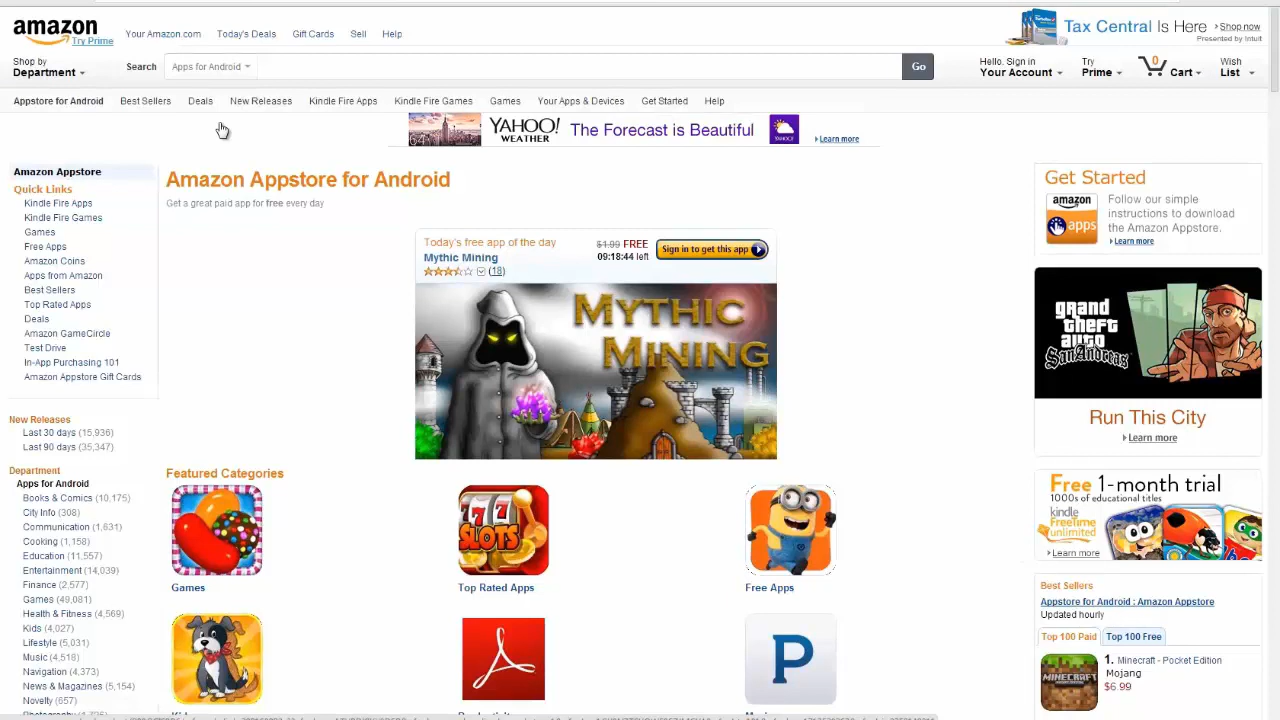 amazon
Try Prime
Your Amazon.com Today's Deals Gift Cards Sell Help
Tax Central Is Here Shop now
Presented by Intuit
Shop by
Department
Search Apps for Android Go
Hello. Sign in
Your Account
Try
Prime
0
Cart
Wish
List
Appstore for Android Best Sellers Deals New Releases Kindle Fire Apps Kindle Fire Games Games Your Apps & Devices Get Started Help
64°
YAHOO!
WEATHER
The Forecast is Beautiful
YAHOO!
Learn more
Amazon Appstore
Quick Links
Kindle Fire Apps
Kindle Fire Games
Games
Free Apps
Amazon Coins
Apps from Amazon
Best Sellers
Top Rated Apps
Deals
Amazon GameCircle
Test Drive
In-App Purchasing 101
Amazon Appstore Gift Cards
New Releases
Last 30 days (15,936)
Last 90 days (35,347)
Department
Apps for Android
Books & Comics (10,175)
City Info (308)
Communication (1,631)
Cooking (1,158)
Education (11,557)
Entertainment (14,039)
Finance (2,577)
Games (49,081)
Health & Fitness (4,569)
Kids (4,027)
Lifestyle (5,031)
Music (4,518)
Navigation (4,373)
News & Magazines (5,154)
Novelty (657)
Amazon Appstore for Android
Get a great paid app for free every day
Today's free app of the day
Mythic Mining
(18)
$1.99 FREE
09:18:44 left
Sign in to get this app
MYTHIC
MINING
Featured Categories
7 7 7
SLOTS
Games
Top Rated Apps
Free Apps
P
Get Started
amazon
apps
Follow our simple
instructions to download
the Amazon Appstore.
Learn more
grand
theft
auto
San Andreas
Run This City
Learn more
Free 1-month trial
1000s of educational titles
kindle
FreeTime
unlimited
Learn more
Best Sellers
Appstore for Android : Amazon Appstore
Updated hourly
Top 100 Paid Top 100 Free
MINECRAFT
1. Minecraft - Pocket Edition
Mojang
$6.99